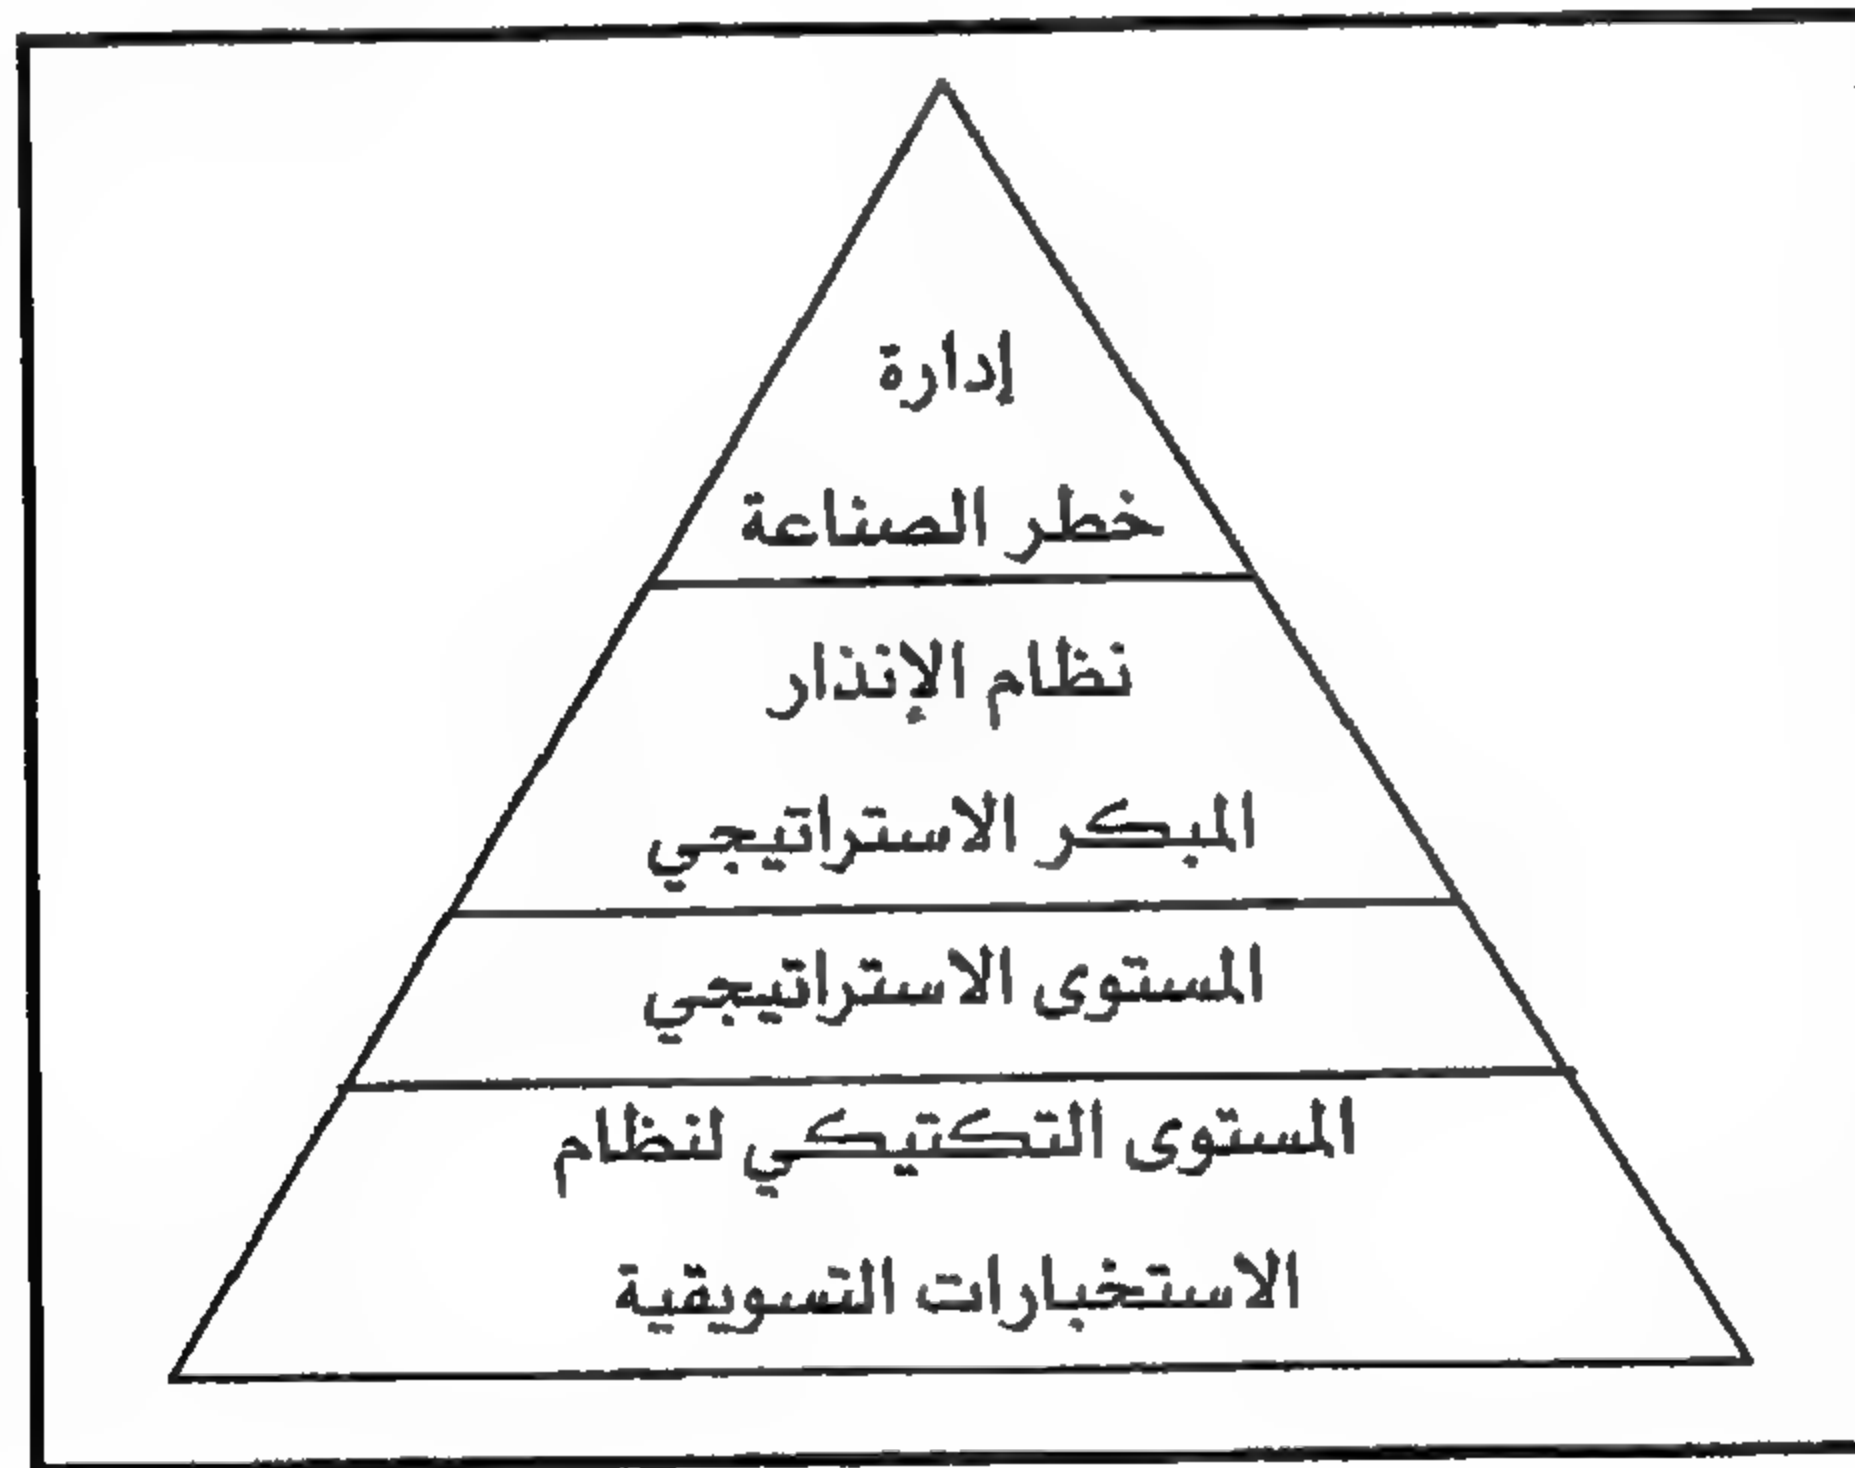 إدارة
خطر الصناعة
نظام الإنذار
المبكر الاستراتيجي
المستوى الاستراتيجي
المستوى التكتيكي لنظام
الاستخبارات التسويقية